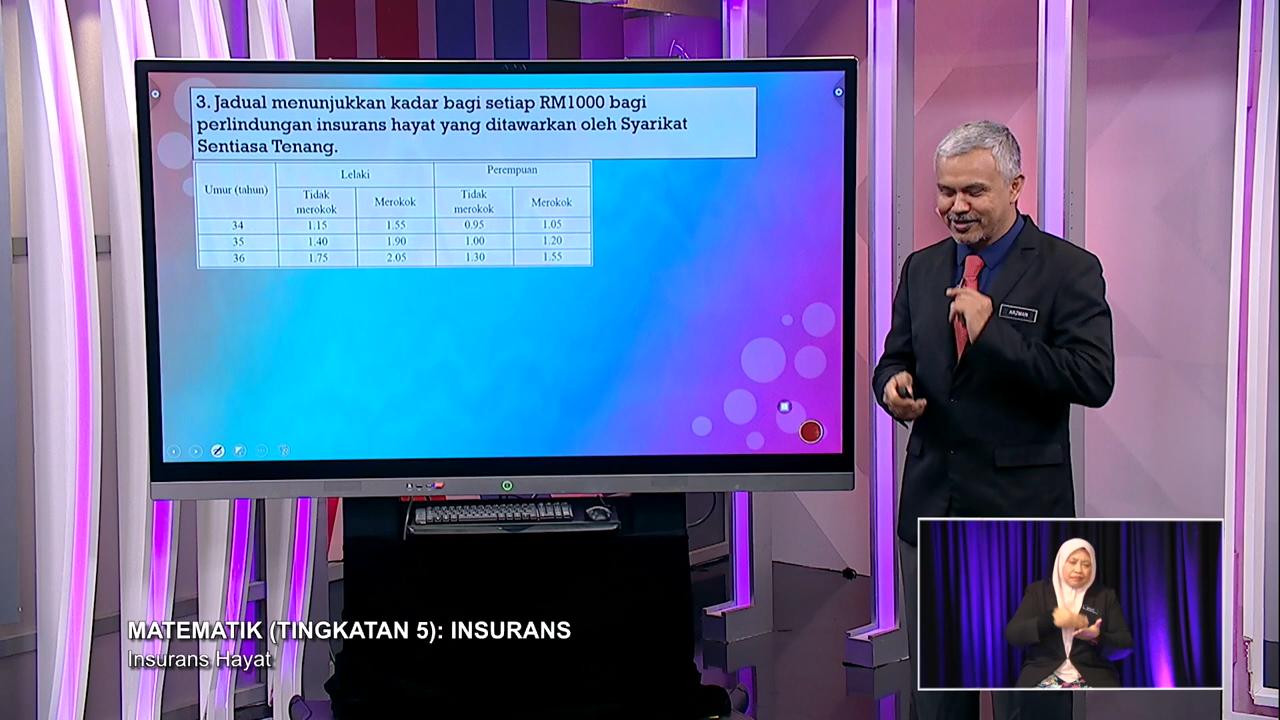 3. Jadual menunjukkan kadar bagi setiap RM1000 bagi
perlindungan insurans hayat yang ditawarkan oleh Syarikat
Sentiasa Tenang.
Umur (tahun) Lelaki Perempuan
Tidak merokok Merokok Tidak merokok Merokok
34 1.15 1.55 0.95 1.05
35 1.40 1.90 1.00 1.20
36 1.75 2.05 1.30 1.55
MATEMATIK (TINGKATAN 5): INSURANS
Insurans Hayat